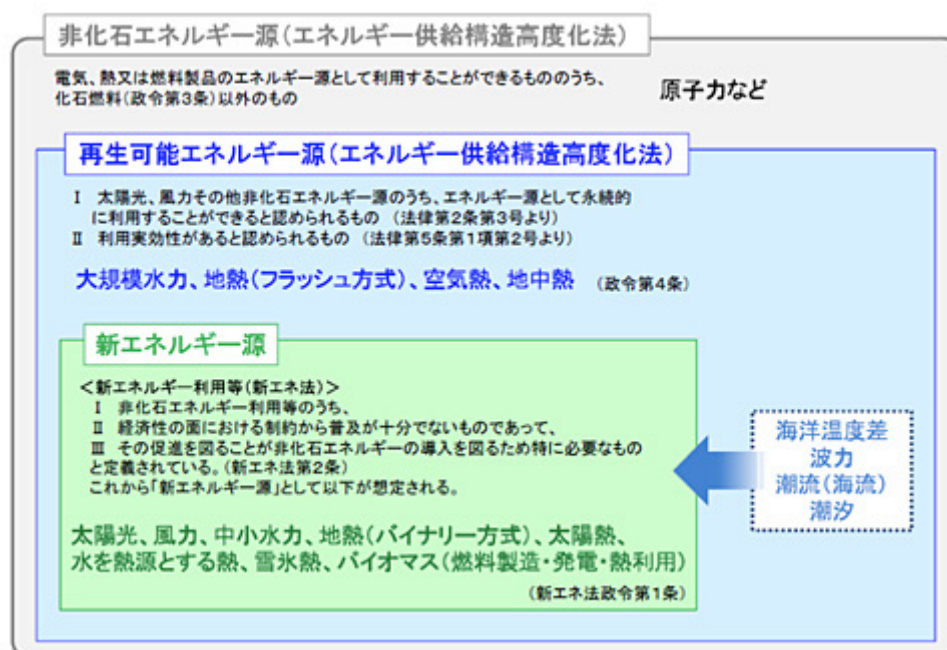 非化石エネルギー源(エネルギー供給構造高度化法)
電気、熱又は燃料製品のエネルギー源として利用することができるもののうち、
化石燃料(政令第3条)以外のもの
原子力など
再生可能エネルギー源(エネルギー供給構造高度化法)
Ⅰ 太陽光、風力その他非化石エネルギー源のうち、エネルギー源として永続的
に利用することができると認められるもの (法律第2条第3号より)
Ⅱ 利用実効性があると認められるもの (法律第5条第1項第2号より)
大規模水力、地熱(フラッシュ方式)、空気熱、地中熱 (政令第4条)
新エネルギー源
<新エネルギー利用等(新エネ法)>
Ⅰ 非化石エネルギー利用等のうち、
Ⅱ 経済性の面における制約から普及が十分でないものであって、
Ⅲ その促進を図ることが非化石エネルギーの導入を図るため特に必要なもの
と定義されている。(新エネ法第2条)
これから「新エネルギー源」として以下が想定される。
太陽光、風力、中小水力、地熱(バイナリー方式)、太陽熱、
水を熱源とする熱、雪氷熱、バイオマス(燃料製造・発電・熱利用)
(新エネ法政令第1条)
海洋温度差
波力
潮流(海流)
潮汐